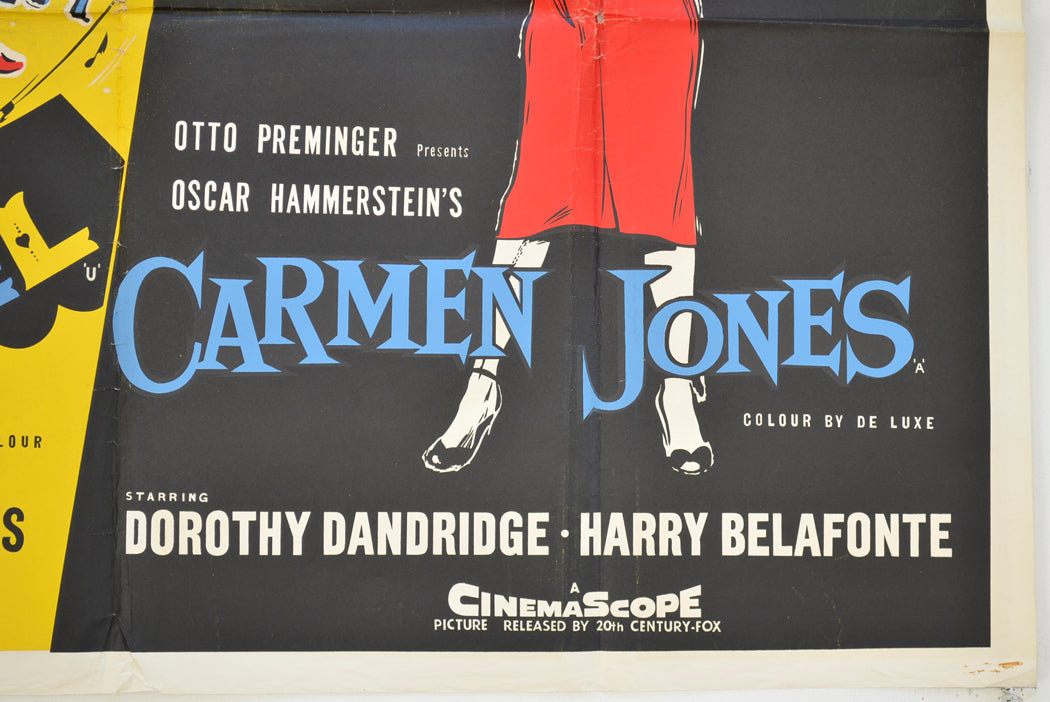 OTTO PREMINGER Presents
OSCAR HAMMERSTEIN'S
CARMEN JONES 'A'
COLOUR BY DE LUXE
STARRING
DOROTHY DANDRIDGE · HARRY BELAFONTE
A
CINEMASCOPE
PICTURE RELEASED BY 20th CENTURY-FOX
L 'U'
LOUR
S